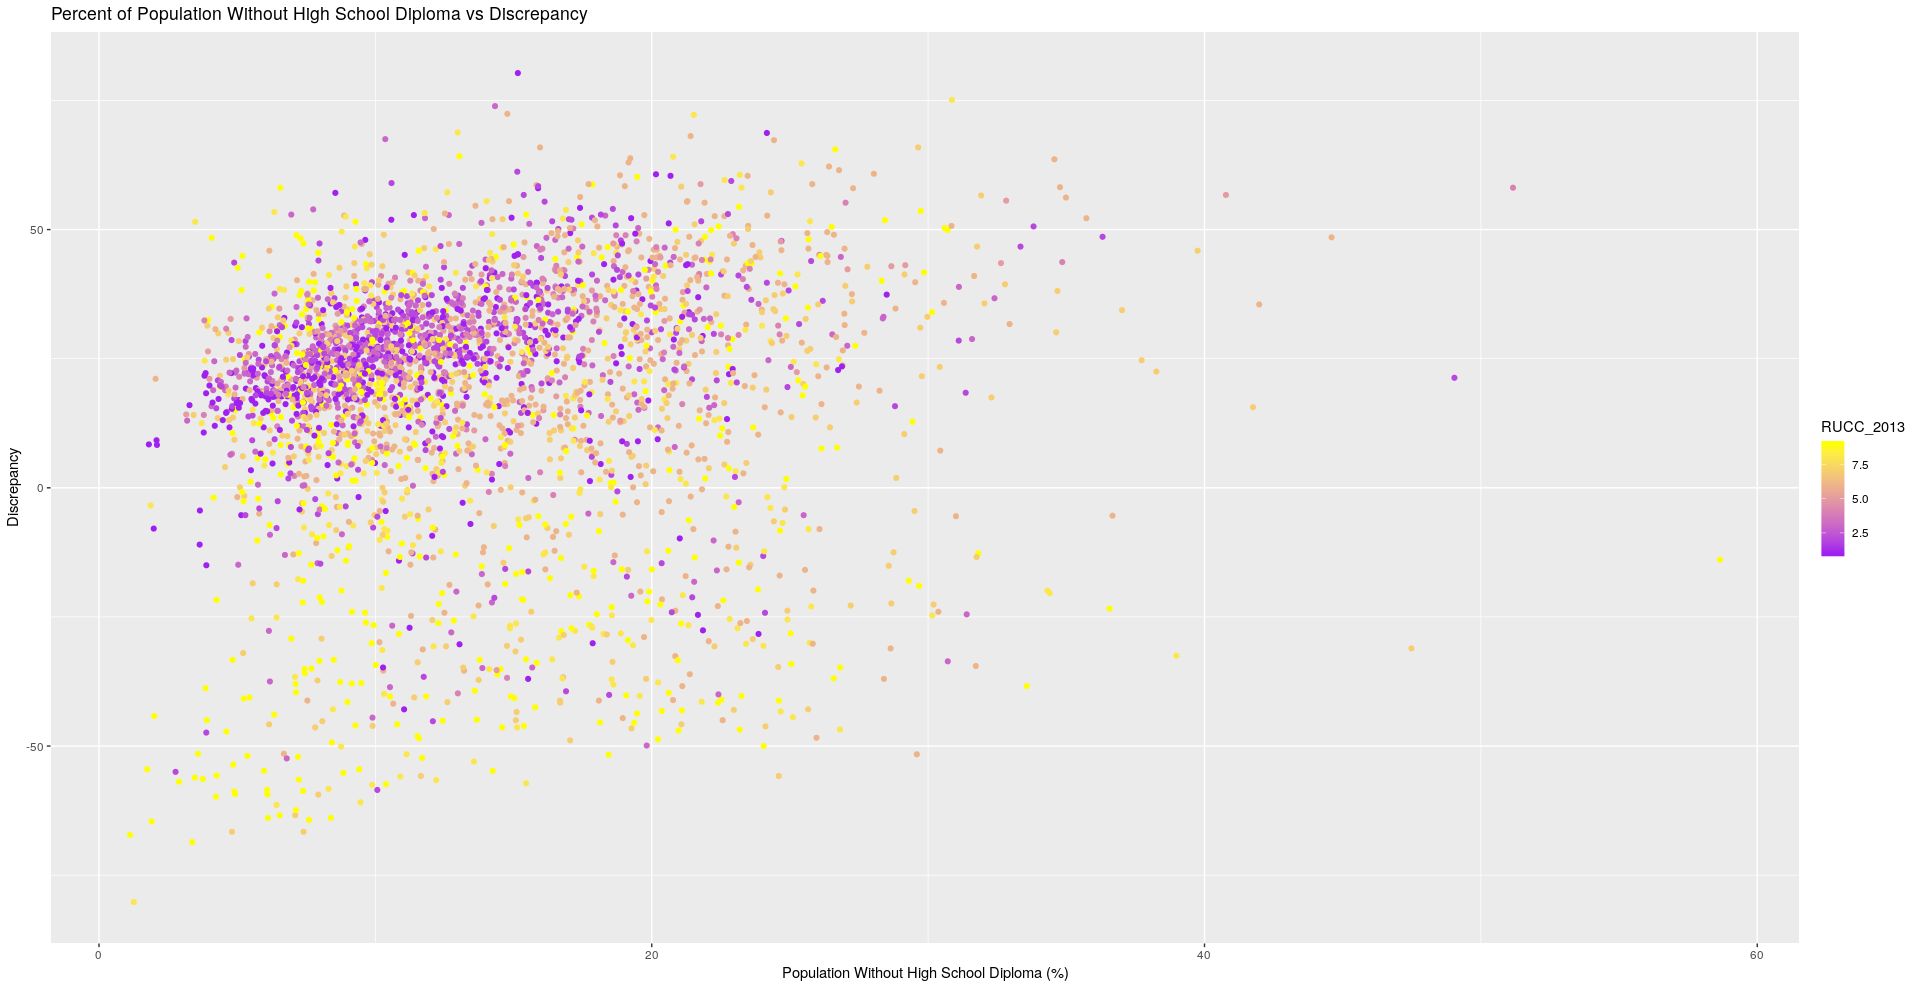 Percent of Population Without High School Diploma vs Discrepancy
50
0
-50
Discrepancy
0
20
40
60
Population Without High School Diploma (%)
RUCC_2013
7.5
5.0
2.5